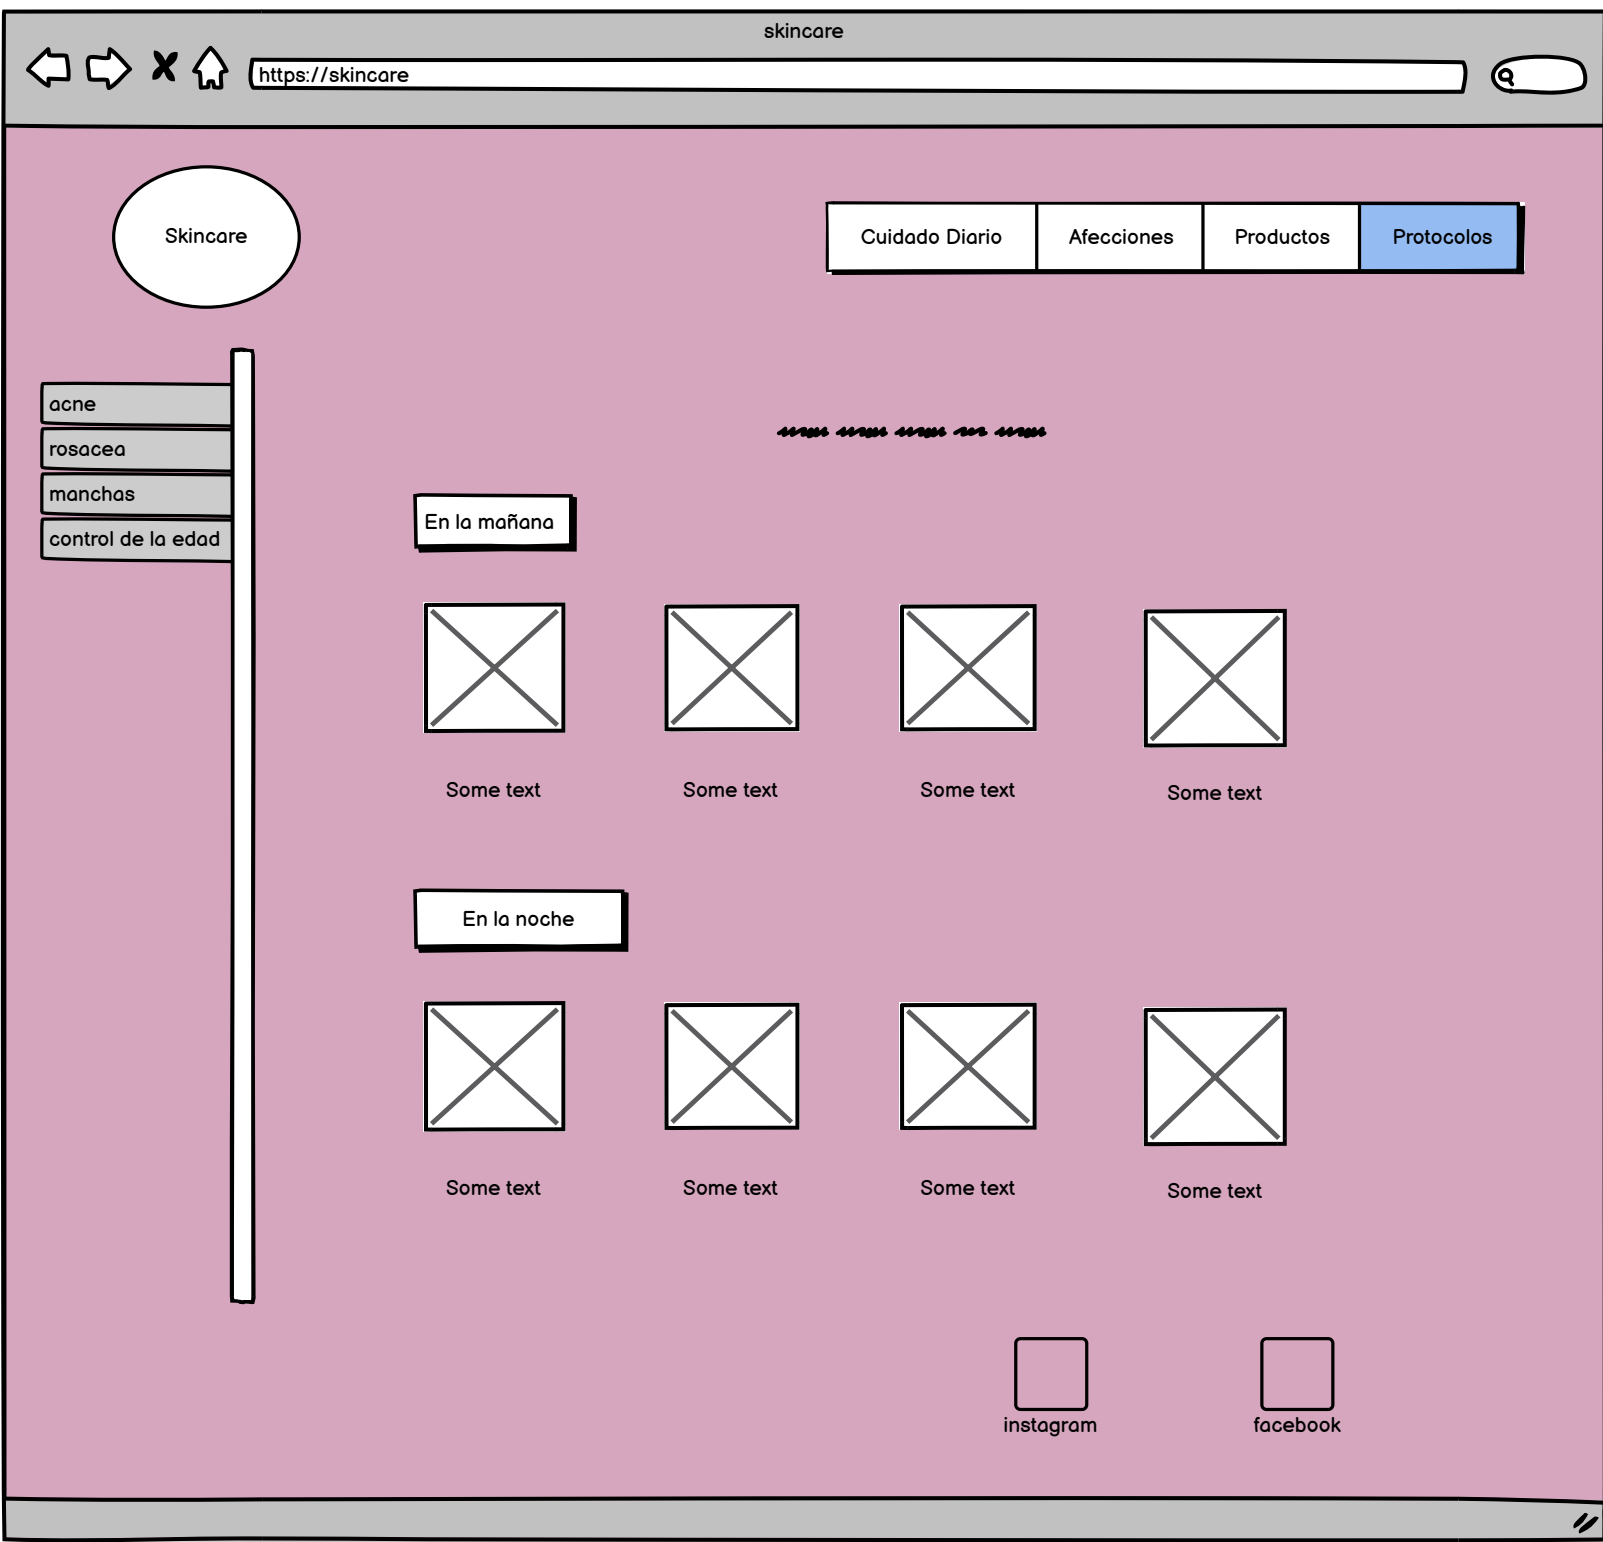 skincare
https://skincare
Skincare
Cuidado Diario
Afecciones
Productos
Protocolos
acne
rosacea
manchas
control de la edad
En la mañana
Some text
Some text
Some text
Some text
En la noche
Some text
Some text
Some text
Some text
instagram
facebook